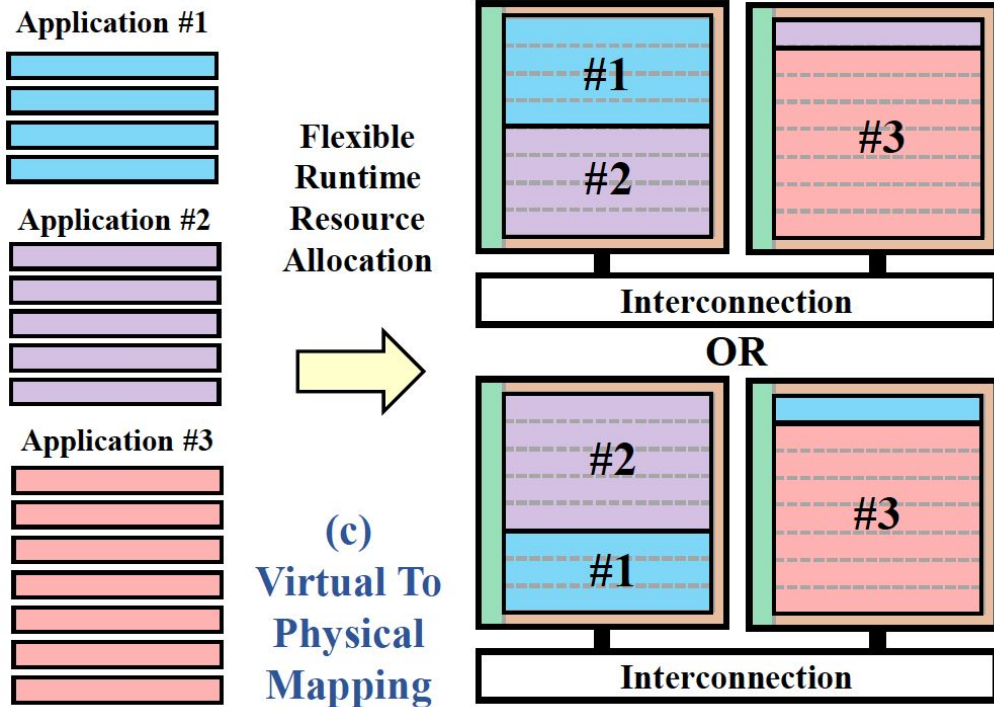 Application #1
Application #2
Application #3
Flexible
Runtime
Resource
Allocation
(c)
Virtual To
Physical
Mapping
#1
#2
#3
Interconnection
OR
#2
#1
#3
Interconnection